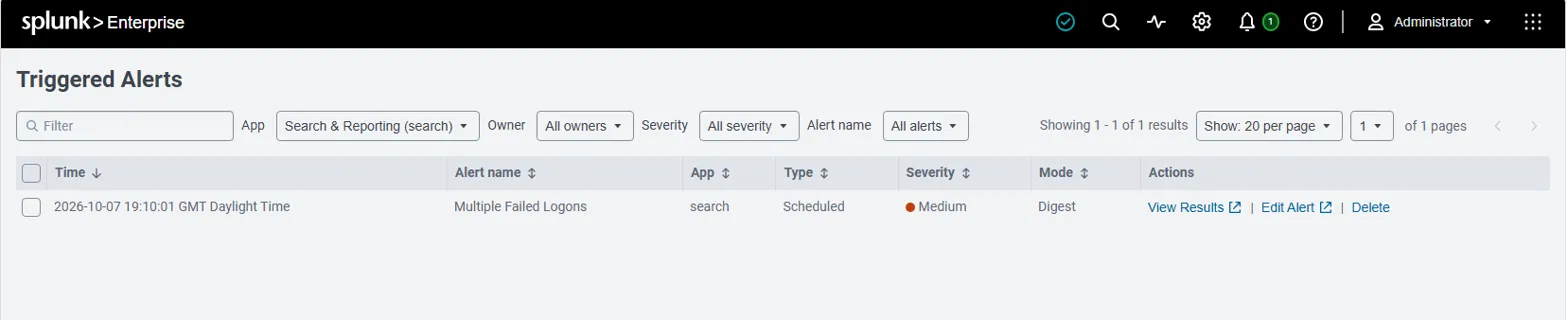 splunk> Enterprise 1 Administrator
Triggered Alerts
Filter App Search & Reporting (search) Owner All owners Severity All severity Alert name All alerts Showing 1 - 1 of 1 results Show: 20 per page 1 of 1 pages
Time Alert name App Type Severity Mode Actions
2026-10-07 19:10:01 GMT Daylight Time Multiple Failed Logons search Scheduled Medium Digest View Results | Edit Alert | Delete